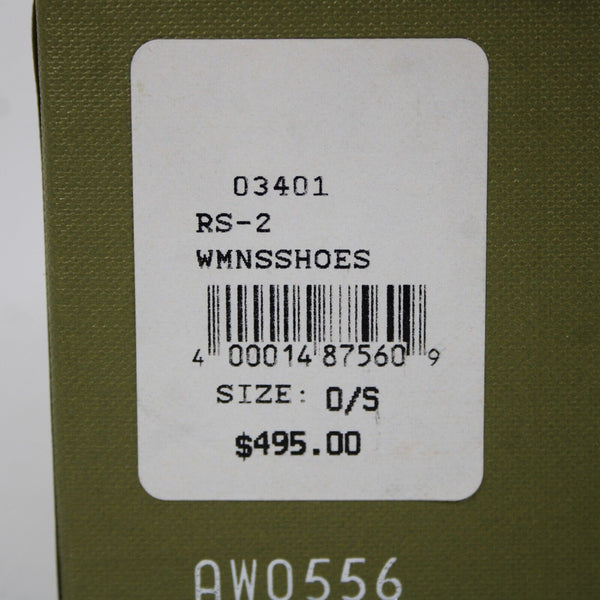 03401
RS-2
WMNSSHOES
4 00014 87560 9
SIZE: O/S
$495.00
AW0556